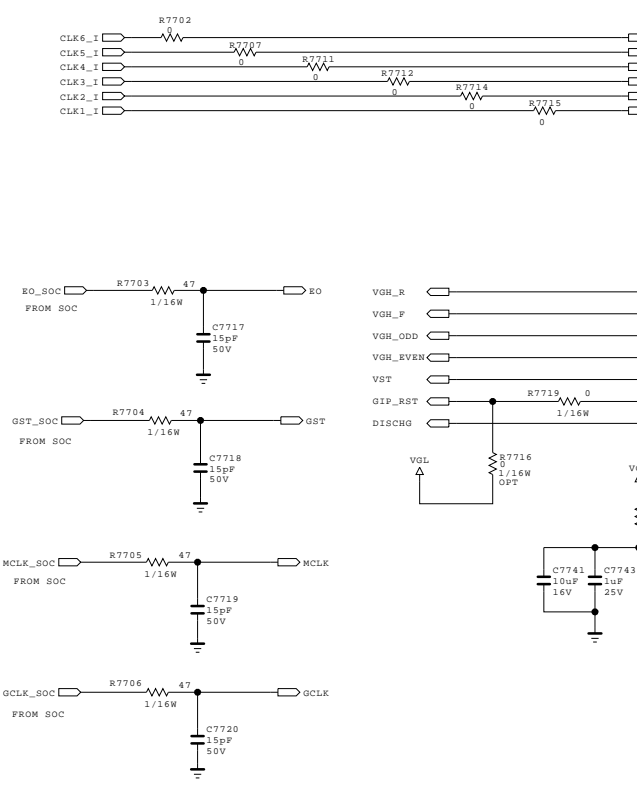 R7702
0
CLK6_I
R7707
CLK5_I
0
R7711
CLK4_I
0
R7712
CLK3_I
0
R7714
CLK2_I
0
R7715
CLK1_I
0
R7703 47
EO_SOC EO
1/16W
FROM SOC
C7717
15pF
50V
VGH_R
VGH_F
VGH_ODD
VGH_EVEN
VST
R7719 0
GIP_RST
1/16W
DISCHG
R7704 47
GST_SOC GST
1/16W
FROM SOC
C7718
15pF
50V
VGL
R7716
0
1/16W
OPT
R7705 47
MCLK_SOC MCLK
1/16W
FROM SOC
C7719
15pF
50V
C7741
10uF
16V
C7743
1uF
25V
R7706 47
GCLK_SOC GCLK
1/16W
FROM SOC
C7720
15pF
50V